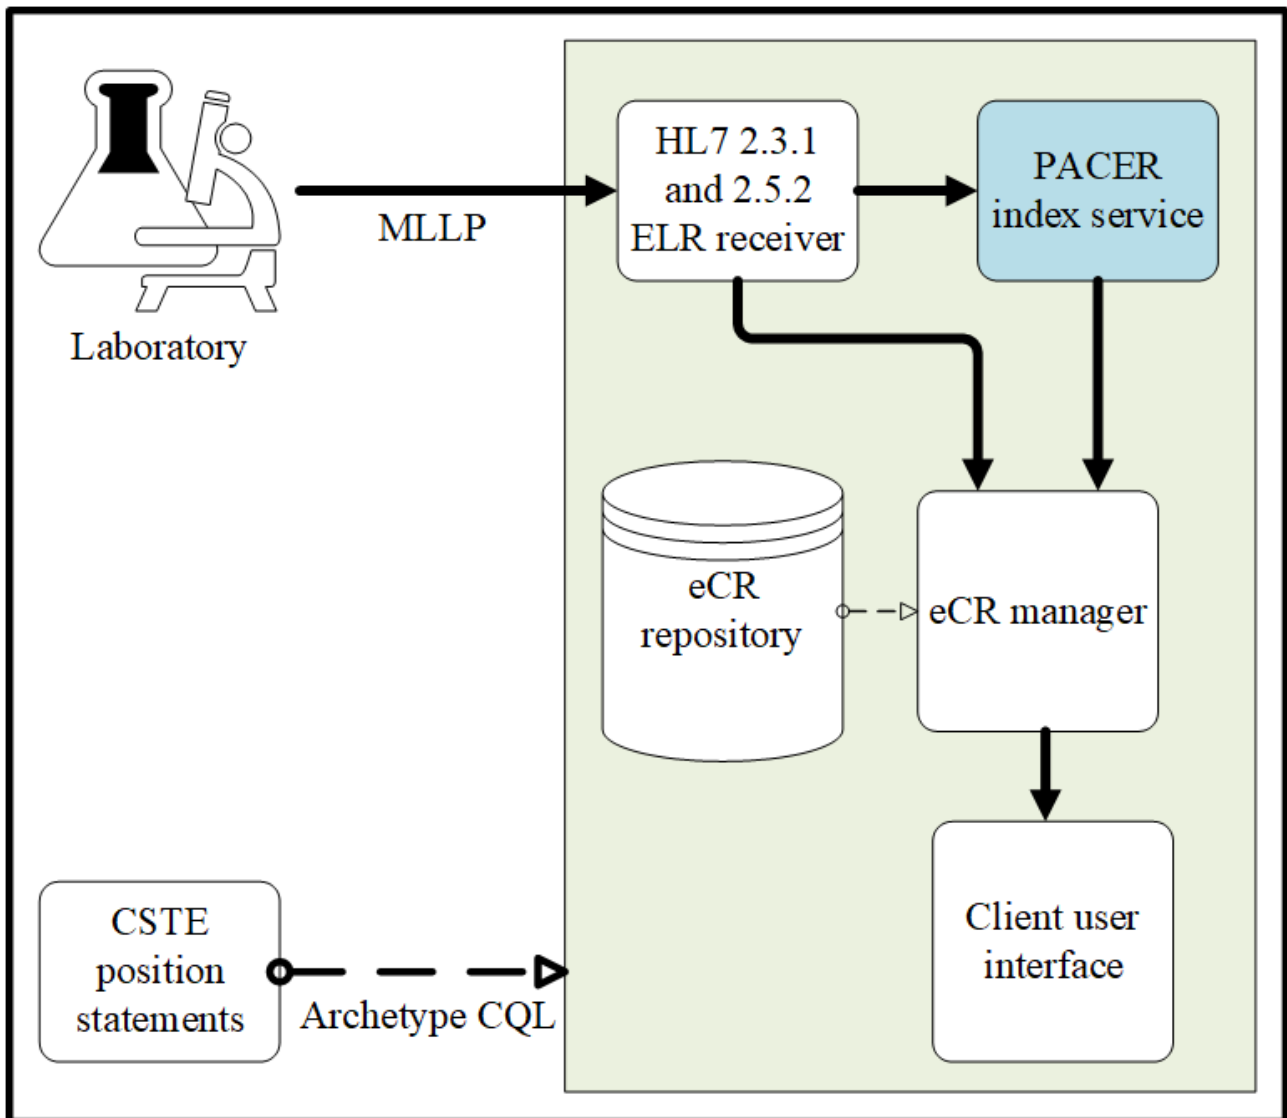 HL7 2.3.1
and 2.5.2
ELR receiver
PACER
index service
MLLP
Laboratory
eCR
repository
eCR manager
CSTE
position
statements
Archetype CQL
Client user
interface